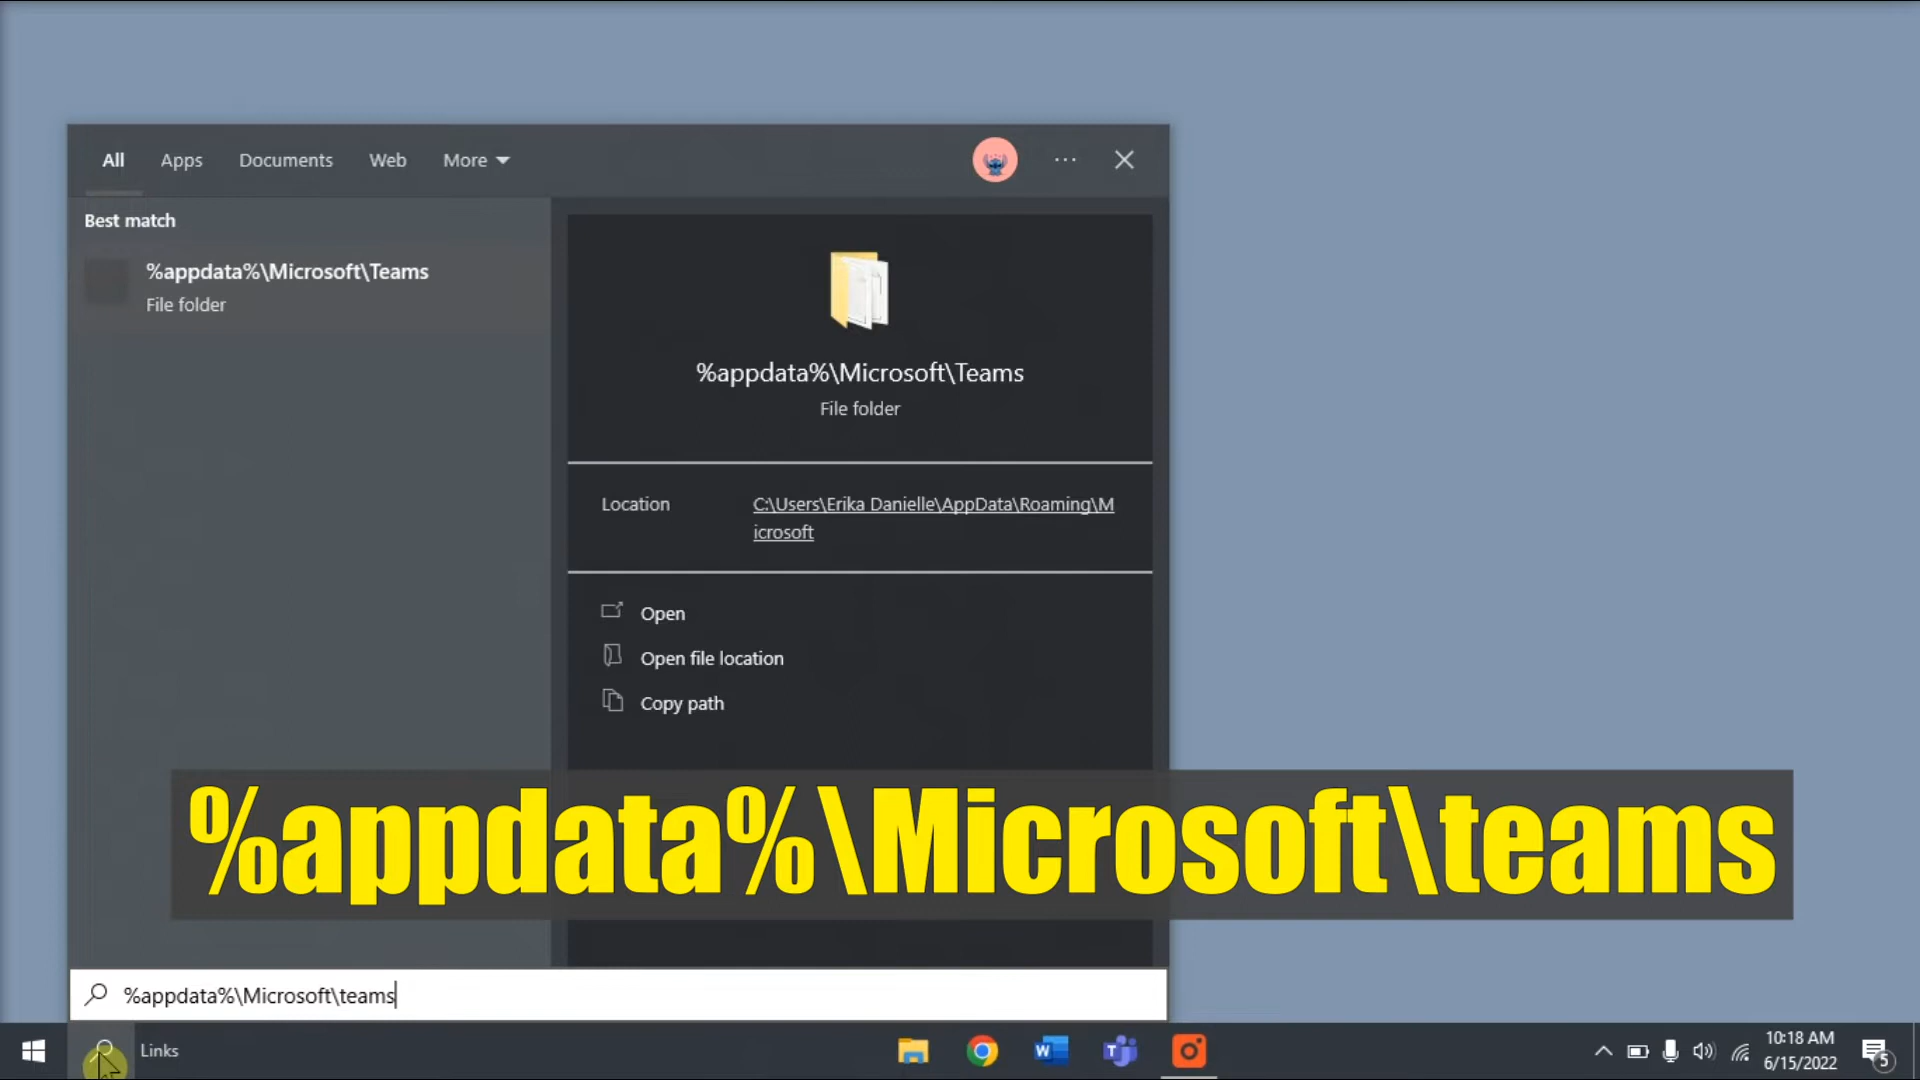 All
Apps
Documents
Web
More
Best match
%appdata%\Microsoft\Teams
File folder
%appdata%\Microsoft\Teams
File folder
Location
C:\Users\Erika Danielle\AppData\Roaming\M
icrosoft
Open
Open file location
Copy path
%appdata%\Microsoft\teams
%appdata%\Microsoft\teams
Links
W
T
10:18 AM
6/15/2022
5